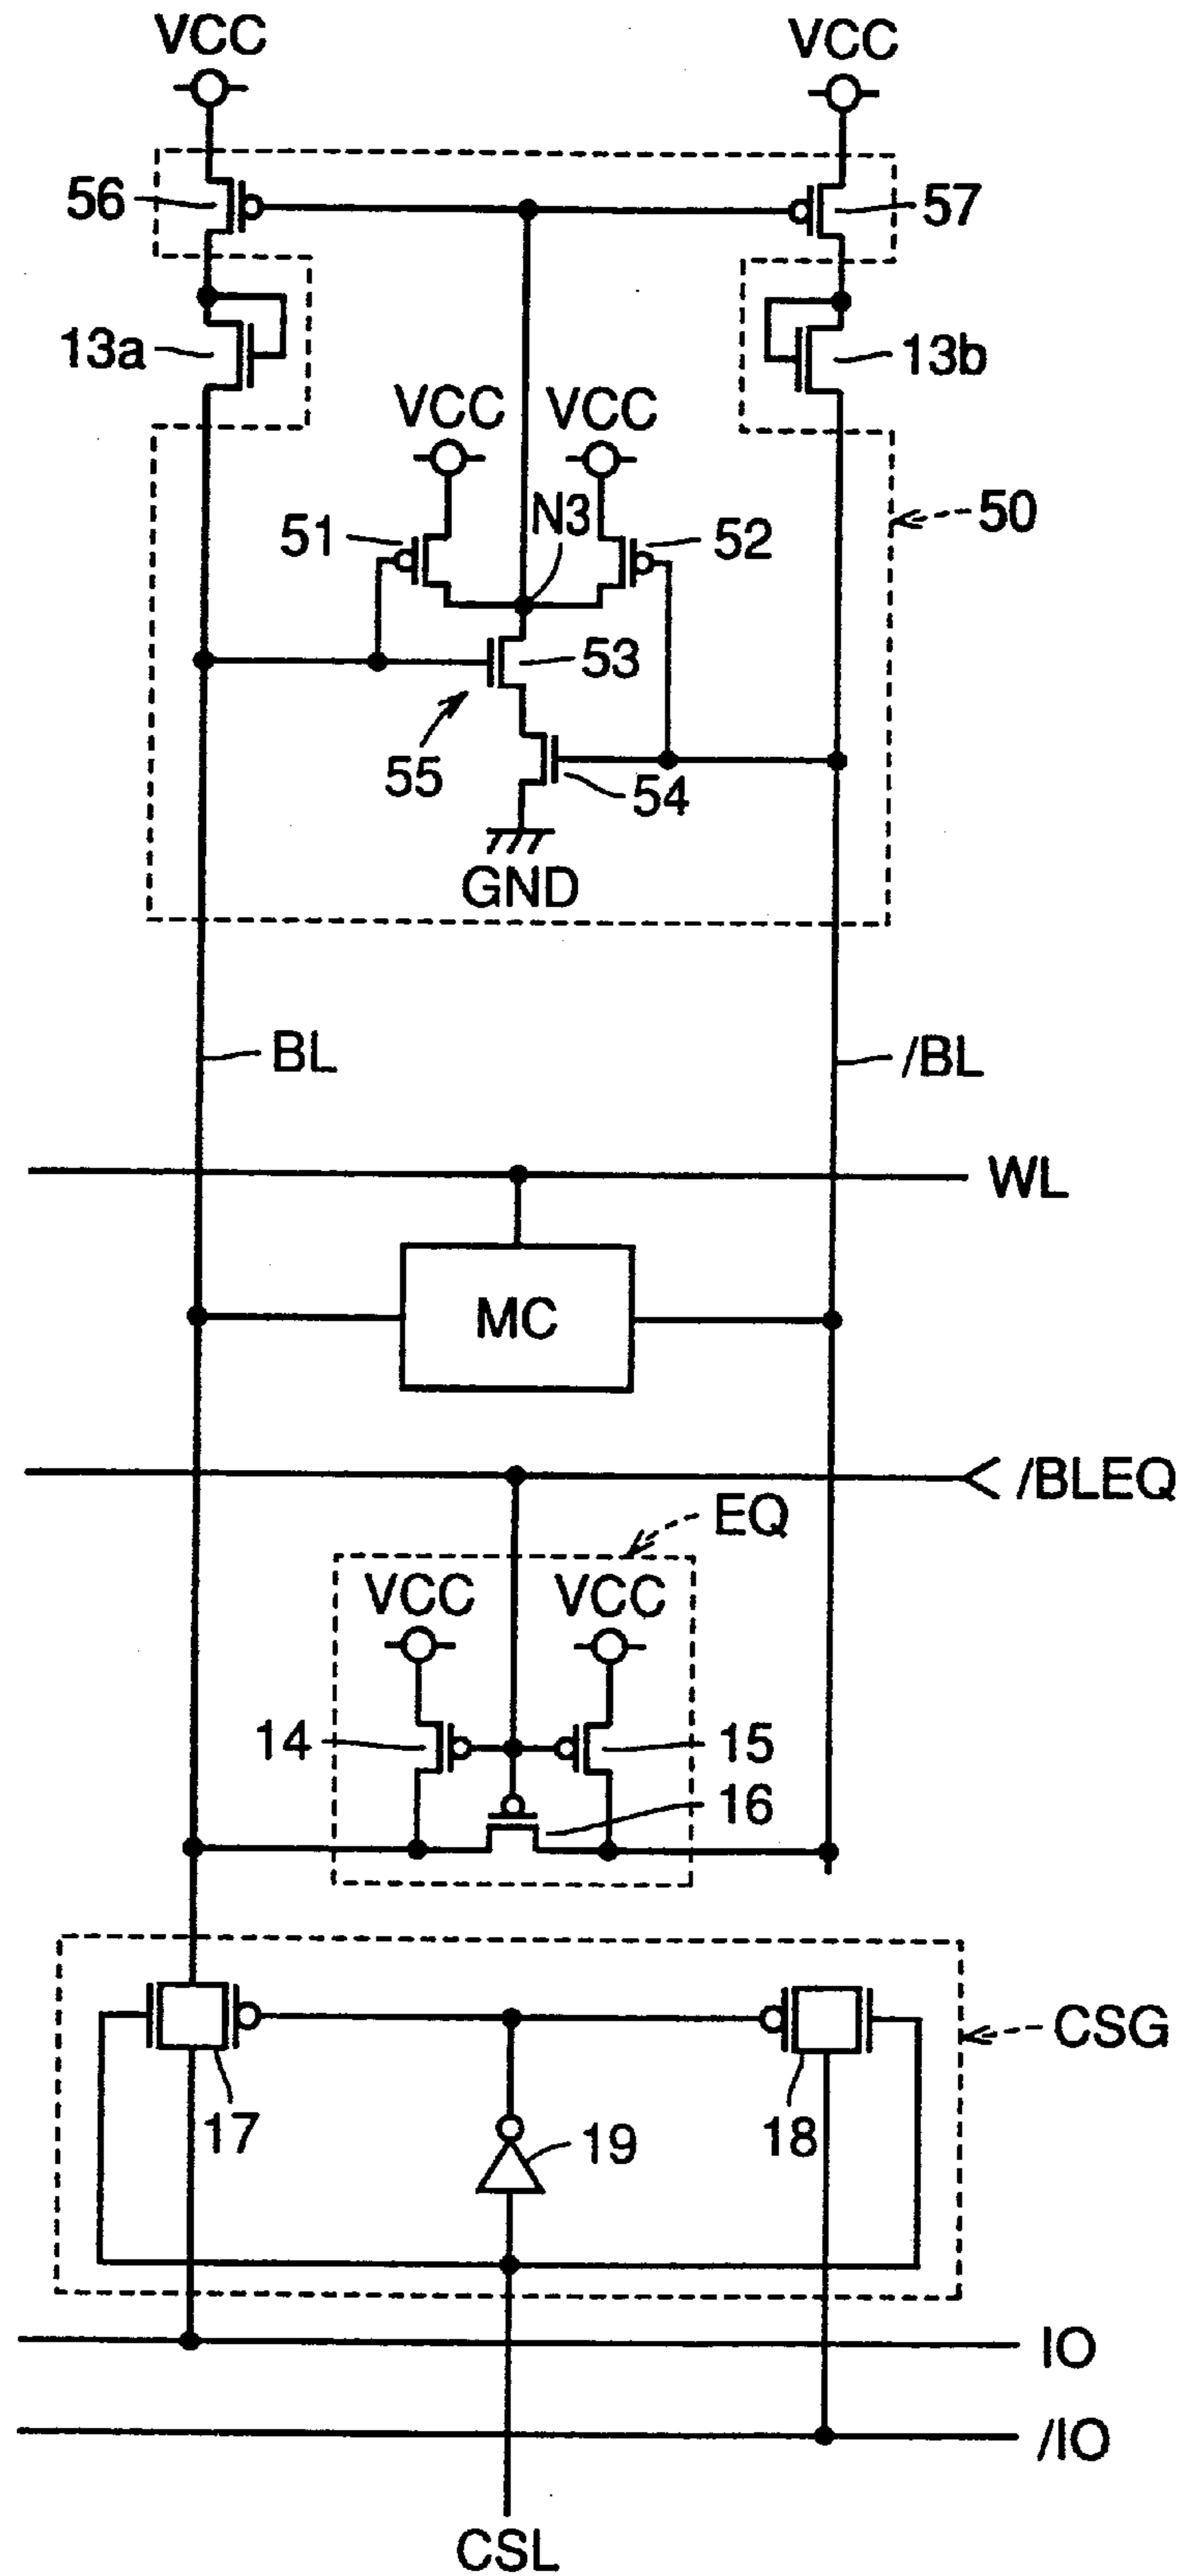 VCC VCC
56 57
13a 13b
VCC VCC
50
51 N3 52
53
55 54
GND
BL /BL
WL
MC
/BLEQ
EQ
VCC VCC
14 15
16
CSG
17 18
19
IO
/IO
CSL